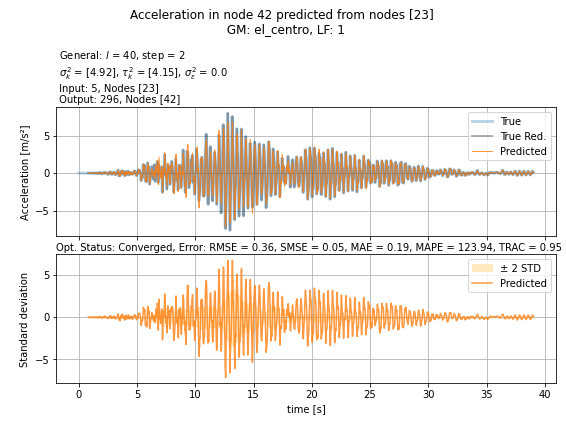 Acceleration in node 42 predicted from nodes [23]
GM: el_centro, LF: 1
General: l = 40, step = 2
σ²ₖ = [4.92], τ²ₖ = [4.15], σ²ε = 0.0
Input: 5, Nodes [23]
Output: 296, Nodes [42]
Acceleration [m/s²]
5
0
−5
True
True Red.
Predicted
Opt. Status: Converged, Error: RMSE = 0.36, SMSE = 0.05, MAE = 0.19, MAPE = 123.94, TRAC = 0.95
Standard deviation
5
0
−5
± 2 STD
Predicted
0 5 10 15 20 25 30 35 40
time [s]